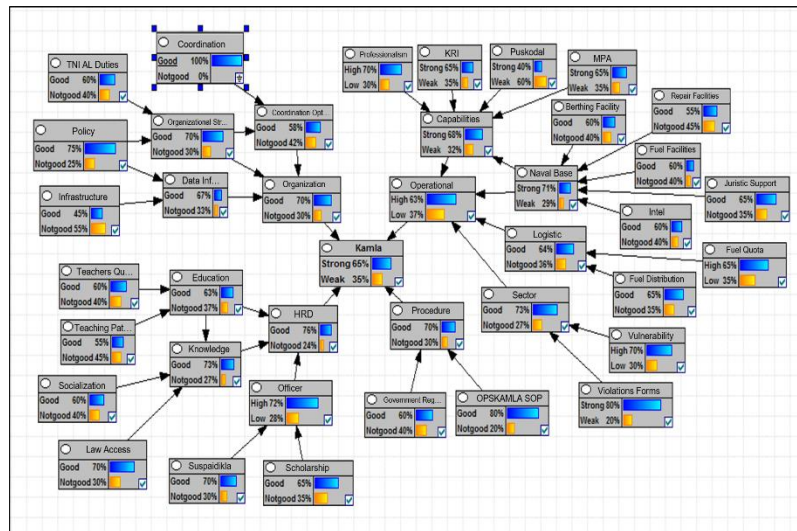 Coordination
Good 100%
Notgood 0%
TNI AL Duties
Good 60%
Notgood 40%
Professionalism
High 70%
Low 30%
KRI
Strong 65%
Weak 35%
Puskodal
Strong 40%
Weak 60%
MPA
Strong 65%
Weak 35%
Repair Facilities
Good 55%
Notgood 45%
Berthing Facility
Good 60%
Notgood 40%
Policy
Good 75%
Notgood 25%
Organizational Str...
Good 70%
Notgood 30%
Coordination Opt...
Good 58%
Notgood 42%
Capabilities
Strong 68%
Weak 32%
Fuel Facilities
Good 60%
Notgood 40%
Infrastructure
Good 45%
Notgood 55%
Data Inf...
Good 67%
Notgood 33%
Organization
Good 70%
Notgood 30%
Operational
High 63%
Low 37%
Naval Base
Strong 71%
Weak 29%
Juristic Support
Good 65%
Notgood 35%
Intel
Good 60%
Notgood 40%
Kamla
Strong 65%
Weak 35%
Logistic
Good 64%
Notgood 36%
Fuel Quota
High 65%
Low 35%
Fuel Distribution
Good 65%
Notgood 35%
Teachers Qu...
Good 60%
Notgood 40%
Education
Good 63%
Notgood 37%
HRD
Good 76%
Notgood 24%
Procedure
Good 70%
Notgood 30%
Sector
Good 73%
Notgood 27%
Teaching Pat...
Good 55%
Notgood 45%
Knowledge
Good 73%
Notgood 27%
Vulnerability
High 70%
Low 30%
Socialization
Good 60%
Notgood 40%
Officer
High 72%
Low 28%
Government Reg...
Good 60%
Notgood 40%
OPSKAMLA SOP
Good 80%
Notgood 20%
Violations Forms
Strong 80%
Weak 20%
Law Access
Good 70%
Notgood 30%
Suspaidikla
Good 70%
Notgood 30%
Scholarship
Good 65%
Notgood 35%